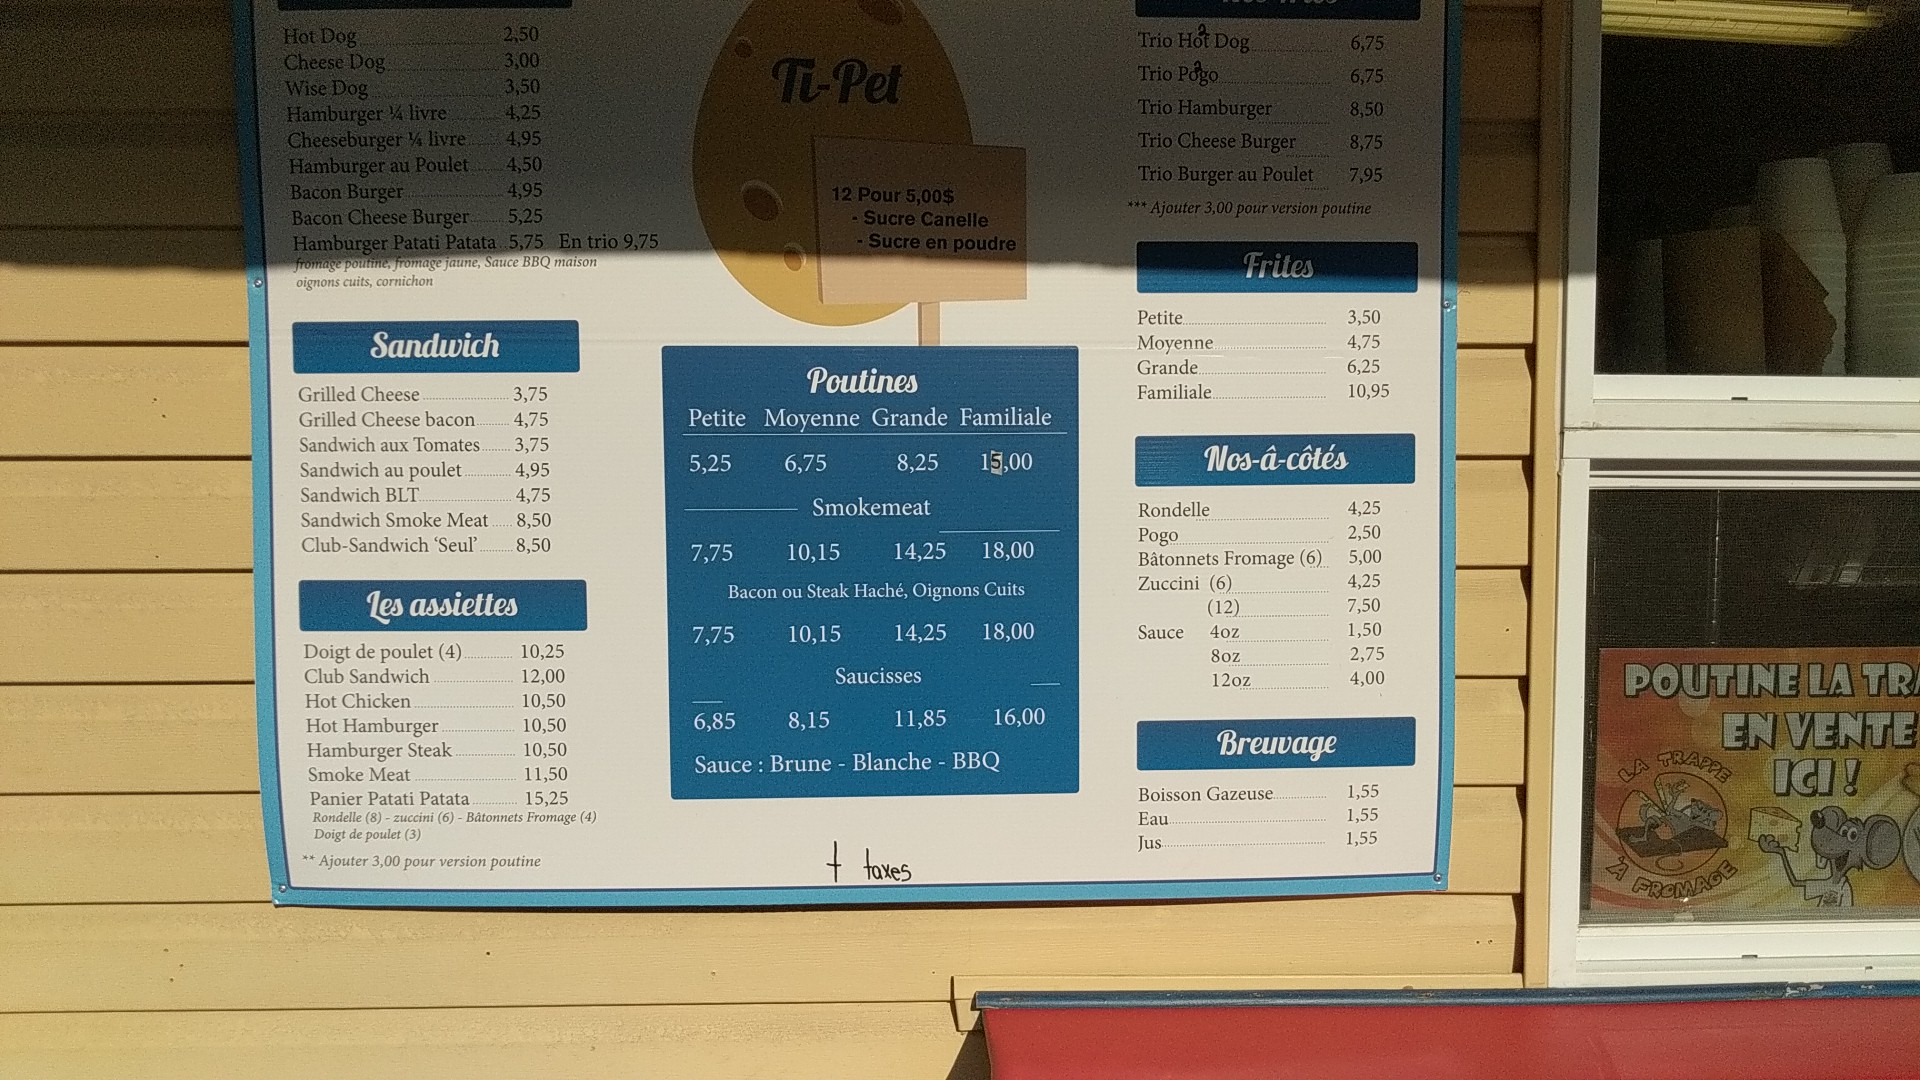 Hot Dog 2,50
Cheese Dog 3,00
Wise Dog 3,50
Hamburger ¼ livre 4,25
Cheeseburger ¼ livre 4,95
Hamburger au Poulet 4,50
Bacon Burger 4,95
Bacon Cheese Burger 5,25
Hamburger Patati Patata 5,75 En trio 9,75
fromage poutine, fromage jaune, Sauce BBQ maison
oignons cuits, cornichon
Sandwich
Grilled Cheese 3,75
Grilled Cheese bacon 4,75
Sandwich aux Tomates 3,75
Sandwich au poulet 4,95
Sandwich BLT 4,75
Sandwich Smoke Meat 8,50
Club-Sandwich ‘Seul’ 8,50
Les assiettes
Doigt de poulet (4) 10,25
Club Sandwich 12,00
Hot Chicken 10,50
Hot Hamburger 10,50
Hamburger Steak 10,50
Smoke Meat 11,50
Panier Patati Patata 15,25
Rondelle (8) - zuccini (6) - Bâtonnets Fromage (4)
Doigt de poulet (3)
** Ajouter 3,00 pour version poutine
Ti-Pet
12 Pour 5,00$
- Sucre Canelle
- Sucre en poudre
Poutines
Petite Moyenne Grande Familiale
5,25 6,75 8,25 15,00
Smokemeat
7,75 10,15 14,25 18,00
Bacon ou Steak Haché, Oignons Cuits
7,75 10,15 14,25 18,00
Saucisses
6,85 8,15 11,85 16,00
Sauce : Brune - Blanche - BBQ
+ taxes
2
Trio Hot Dog 6,75
2
Trio Pogo 6,75
Trio Hamburger 8,50
Trio Cheese Burger 8,75
Trio Burger au Poulet 7,95
*** Ajouter 3,00 pour version poutine
Frites
Petite 3,50
Moyenne 4,75
Grande 6,25
Familiale 10,95
Nos-â-côtés
Rondelle 4,25
Pogo 2,50
Bâtonnets Fromage (6) 5,00
Zuccini (6) 4,25
(12) 7,50
Sauce 4oz 1,50
8oz 2,75
12oz 4,00
Breuvage
Boisson Gazeuse 1,55
Eau 1,55
Jus 1,55
POUTINE LA
EN VENTE
ICI !
LA TRAPPE
À FROMAGE